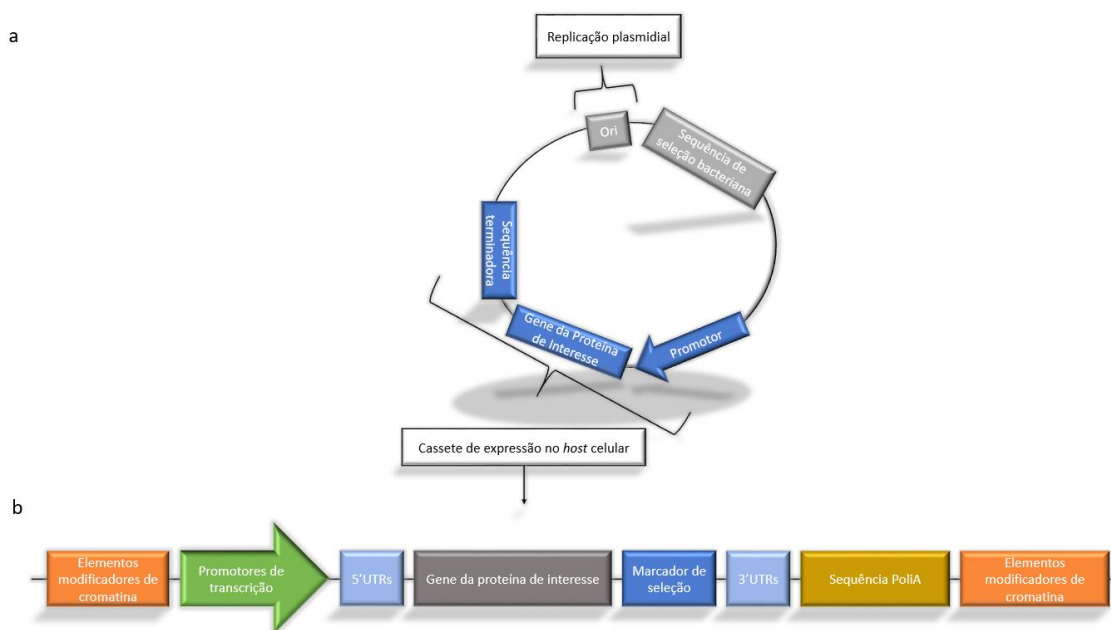 a
Replicação plasmidial
Ori
Sequência de
seleção bacteriana
Sequência
terminadora
Gene da Proteína
de Interesse
Promotor
Cassete de expressão no host celular
b
Elementos
modificadores de
cromatina
Promotores de
transcrição
5'UTRs
Gene da proteína de interesse
Marcador de
seleção
3'UTRs
Sequência PoliA
Elementos
modificadores de
cromatina